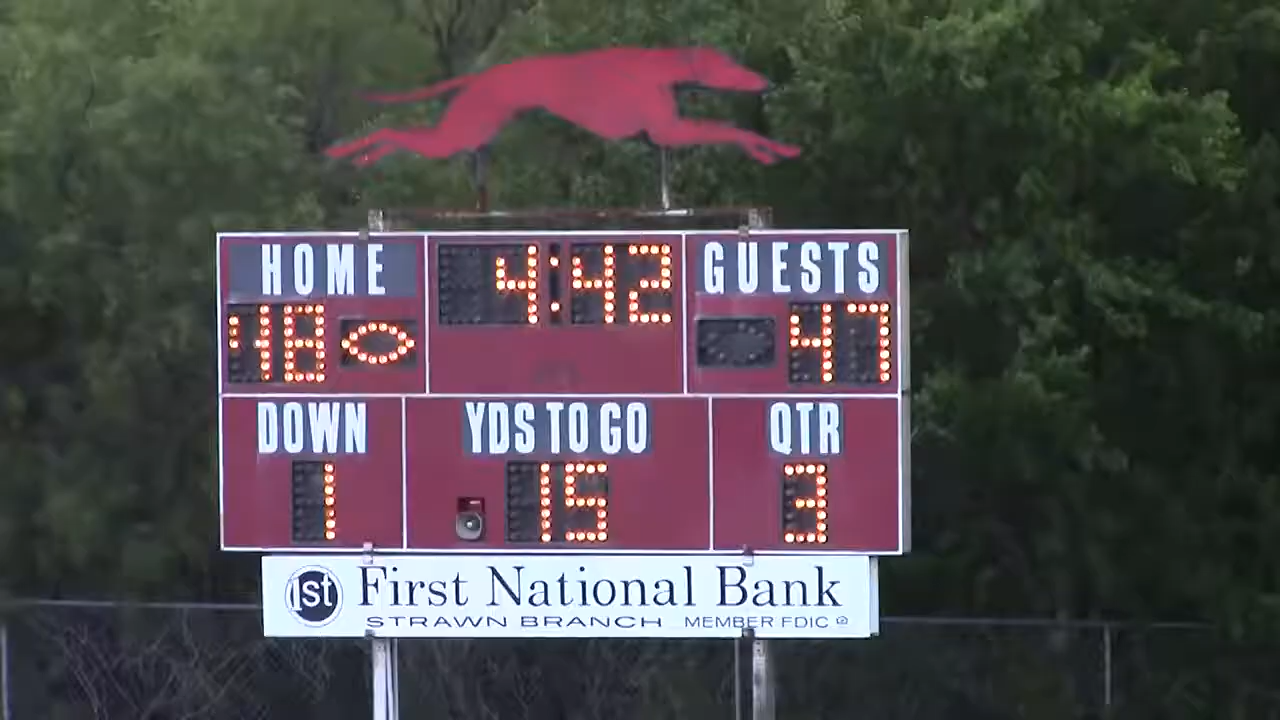 HOME 4:42 GUESTS
48 47
DOWN YDS TO GO QTR
1 15 3
1st First National Bank
STRAWN BRANCH MEMBER FDIC